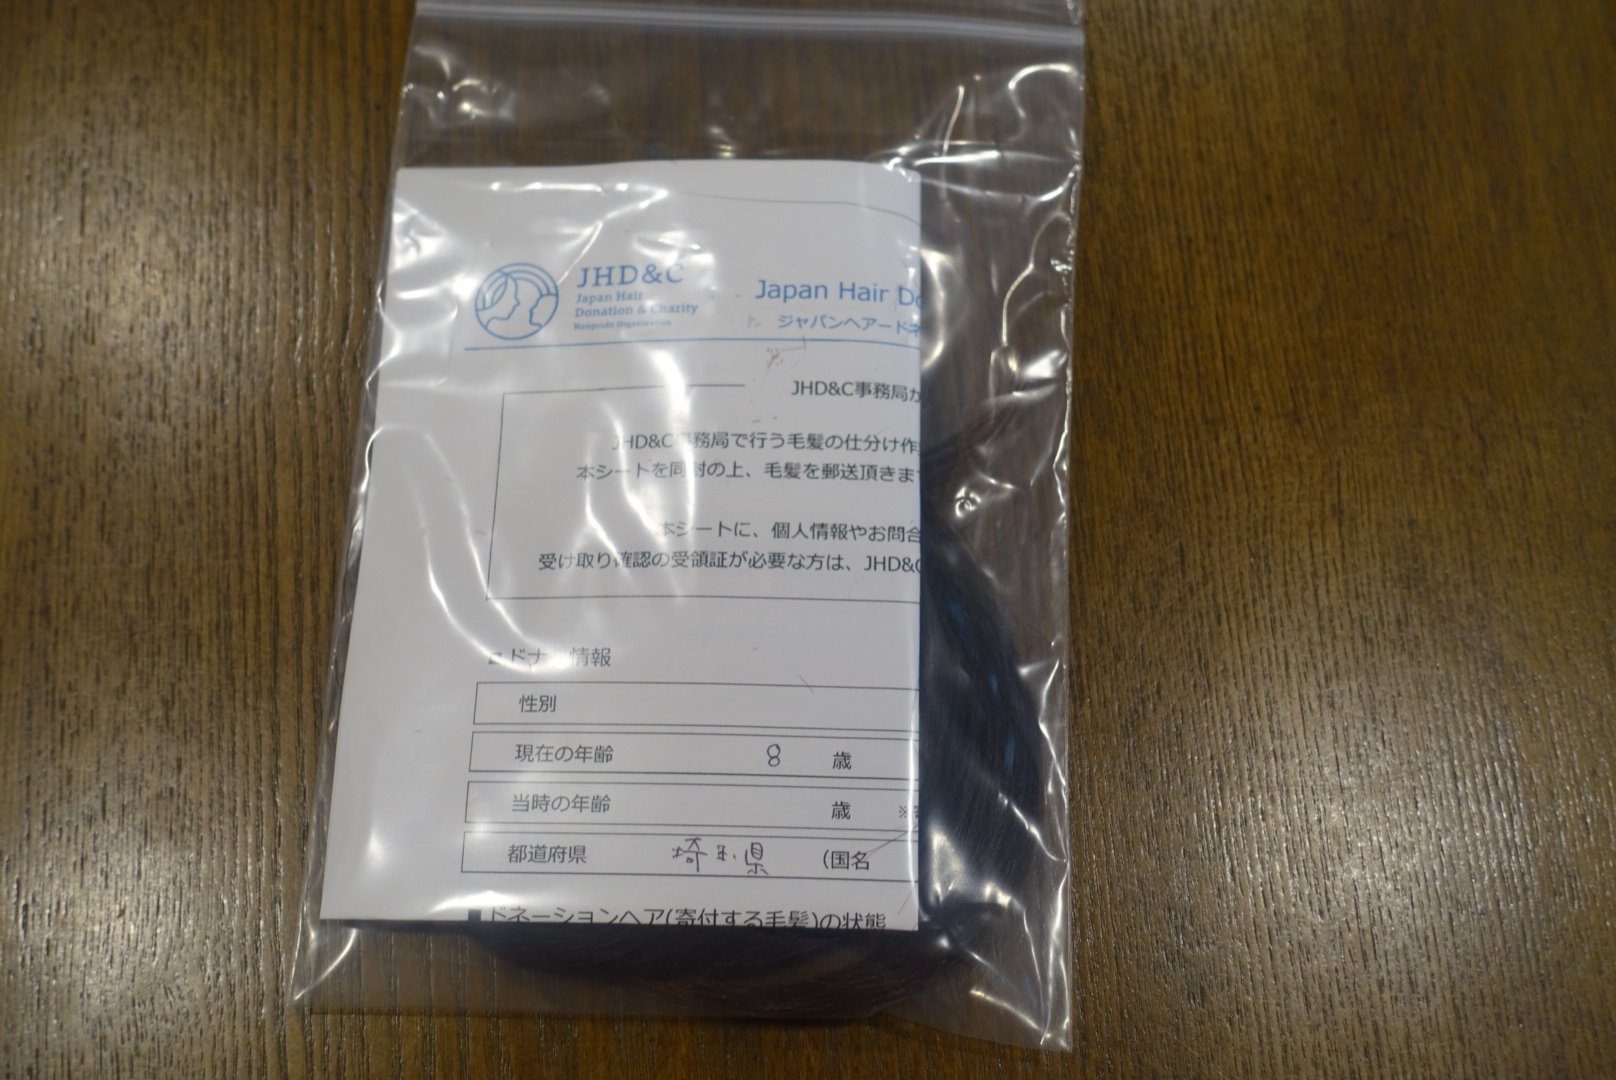 JHD&C
Japan Hair
Donation & Charity
Nonprofit Organization
Japan Hair Do
ジャパンヘアードネ
JHD&C事務局か
JHD&C事務局で行う毛髪の仕分け作
本シートを同封の上、毛髪を郵送頂きま
本シートに、個人情報やお問合
受け取り確認の受領証が必要な方は、JHD&C
ドナー情報
性別
現在の年齢 8 歳
当時の年齢 歳 ※
都道府県 埼玉県 (国名
ドネーションヘア(寄付する毛髪)の状態